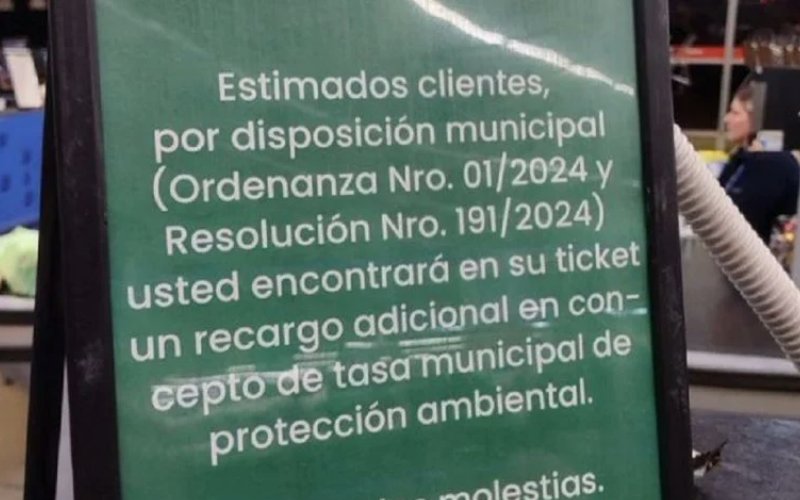 Estimados clientes,
por disposición municipal
(Ordenanza Nro. 01/2024 y
Resolución Nro. 191/2024)
usted encontrará en su ticket
un recargo adicional en con-
cepto de tasa municipal de
protección ambiental.
molestias.